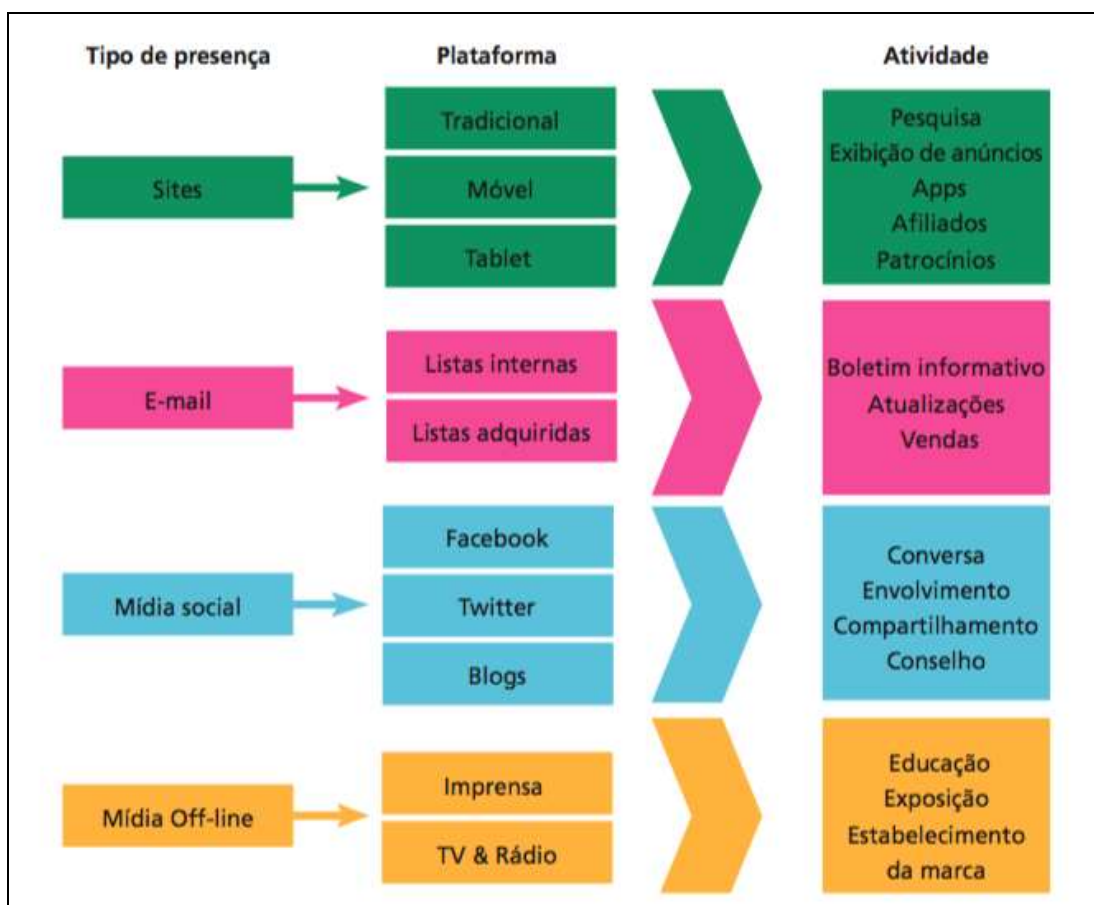 Tipo de presença
Plataforma
Atividade
Sites
Tradicional
Móvel
Tablet
Pesquisa
Exibição de anúncios
Apps
Afiliados
Patrocínios
E-mail
Listas internas
Listas adquiridas
Boletim informativo
Atualizações
Vendas
Mídia social
Facebook
Twitter
Blogs
Conversa
Envolvimento
Compartilhamento
Conselho
Mídia Off-line
Imprensa
TV & Rádio
Educação
Exposição
Estabelecimento
da marca